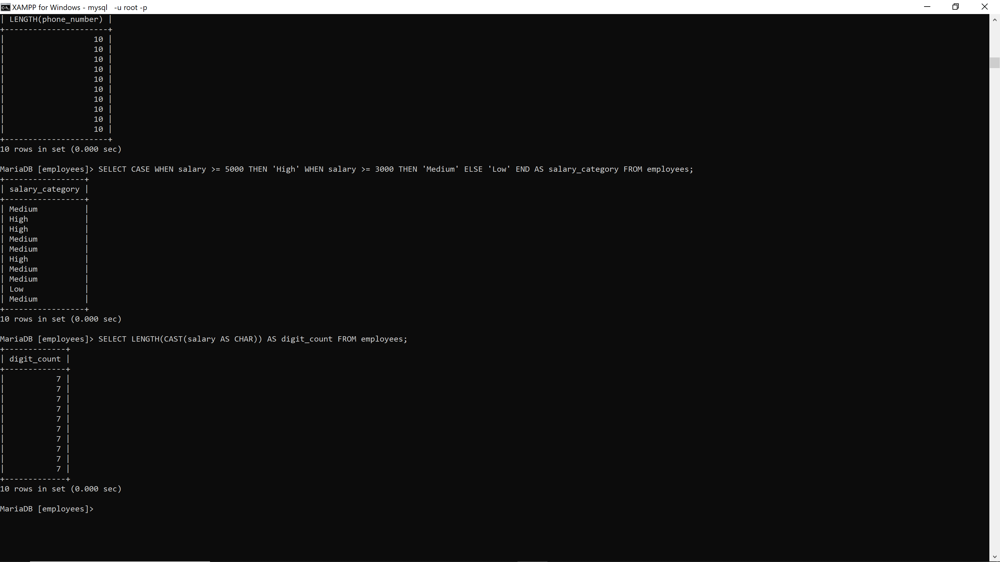 XAMPP for Windows - mysql  -u root -p
| LENGTH(phone_number) |
+----------------------+
|                   10 |
|                   10 |
|                   10 |
|                   10 |
|                   10 |
|                   10 |
|                   10 |
|                   10 |
|                   10 |
|                   10 |
+----------------------+
10 rows in set (0.000 sec)
MariaDB [employees]> SELECT CASE WHEN salary >= 5000 THEN 'High' WHEN salary >= 3000 THEN 'Medium' ELSE 'Low' END AS salary_category FROM employees;
+-----------------+
| salary_category |
+-----------------+
| Medium          |
| High            |
| High            |
| Medium          |
| Medium          |
| High            |
| Medium          |
| Medium          |
| Low             |
| Medium          |
+-----------------+
10 rows in set (0.000 sec)
MariaDB [employees]> SELECT LENGTH(CAST(salary AS CHAR)) AS digit_count FROM employees;
+-------------+
| digit_count |
+-------------+
|           7 |
|           7 |
|           7 |
|           7 |
|           7 |
|           7 |
|           7 |
|           7 |
|           7 |
|           7 |
+-------------+
10 rows in set (0.000 sec)
MariaDB [employees]>